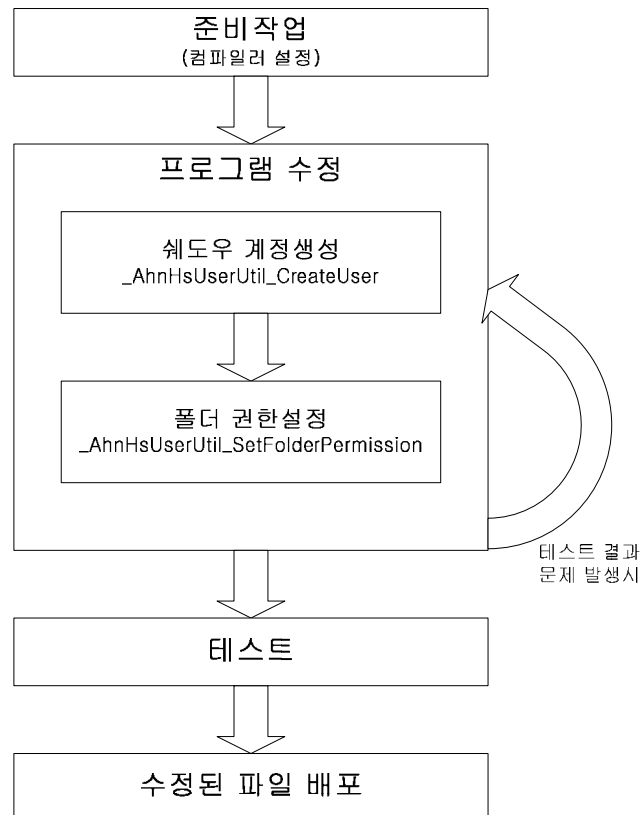 준비작업
(컴파일러 설정)
프로그램 수정
쉐도우 계정생성
_AhnHsUserUtil_CreateUser
폴더 권한설정
_AhnHsUserUtil_SetFolderPermission
테스트 결과
문제 발생시
테스트
수정된 파일 배포